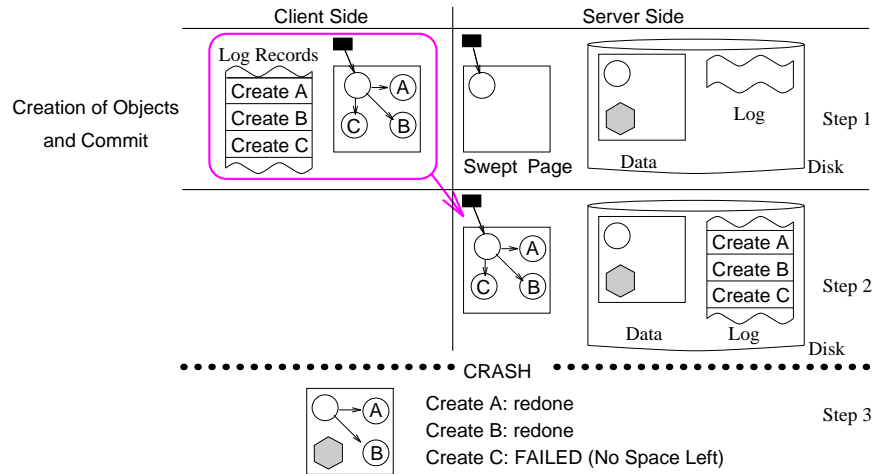 Client Side
Server Side
Creation of Objects
and Commit
Log Records
Create A
Create B
Create C
A
C
B
Swept Page
Data
Log
Disk
Step 1
A
C
B
Create A
Create B
Create C
Data
Log
Disk
Step 2
CRASH
A
B
Create A: redone
Create B: redone
Create C: FAILED (No Space Left)
Step 3